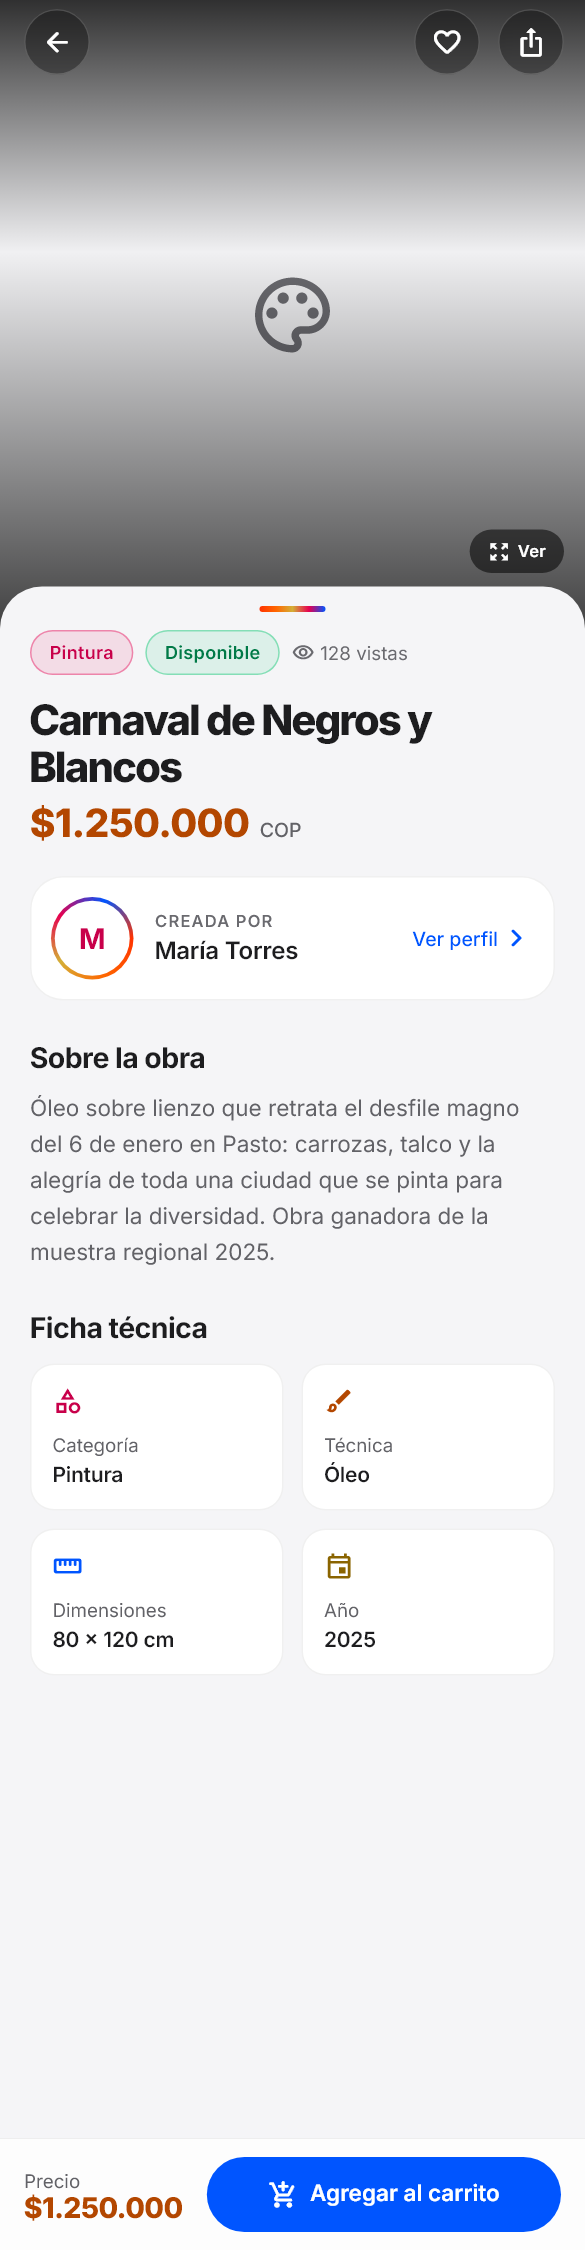 Ver
Pintura
Disponible
128 vistas
Carnaval de Negros y
Blancos
$1.250.000 COP
M
CREADA POR
María Torres
Ver perfil
Sobre la obra
Óleo sobre lienzo que retrata el desfile magno
del 6 de enero en Pasto: carrozas, talco y la
alegría de toda una ciudad que se pinta para
celebrar la diversidad. Obra ganadora de la
muestra regional 2025.
Ficha técnica
Categoría
Pintura
Técnica
Óleo
Dimensiones
80 × 120 cm
Año
2025
Precio
$1.250.000
Agregar al carrito